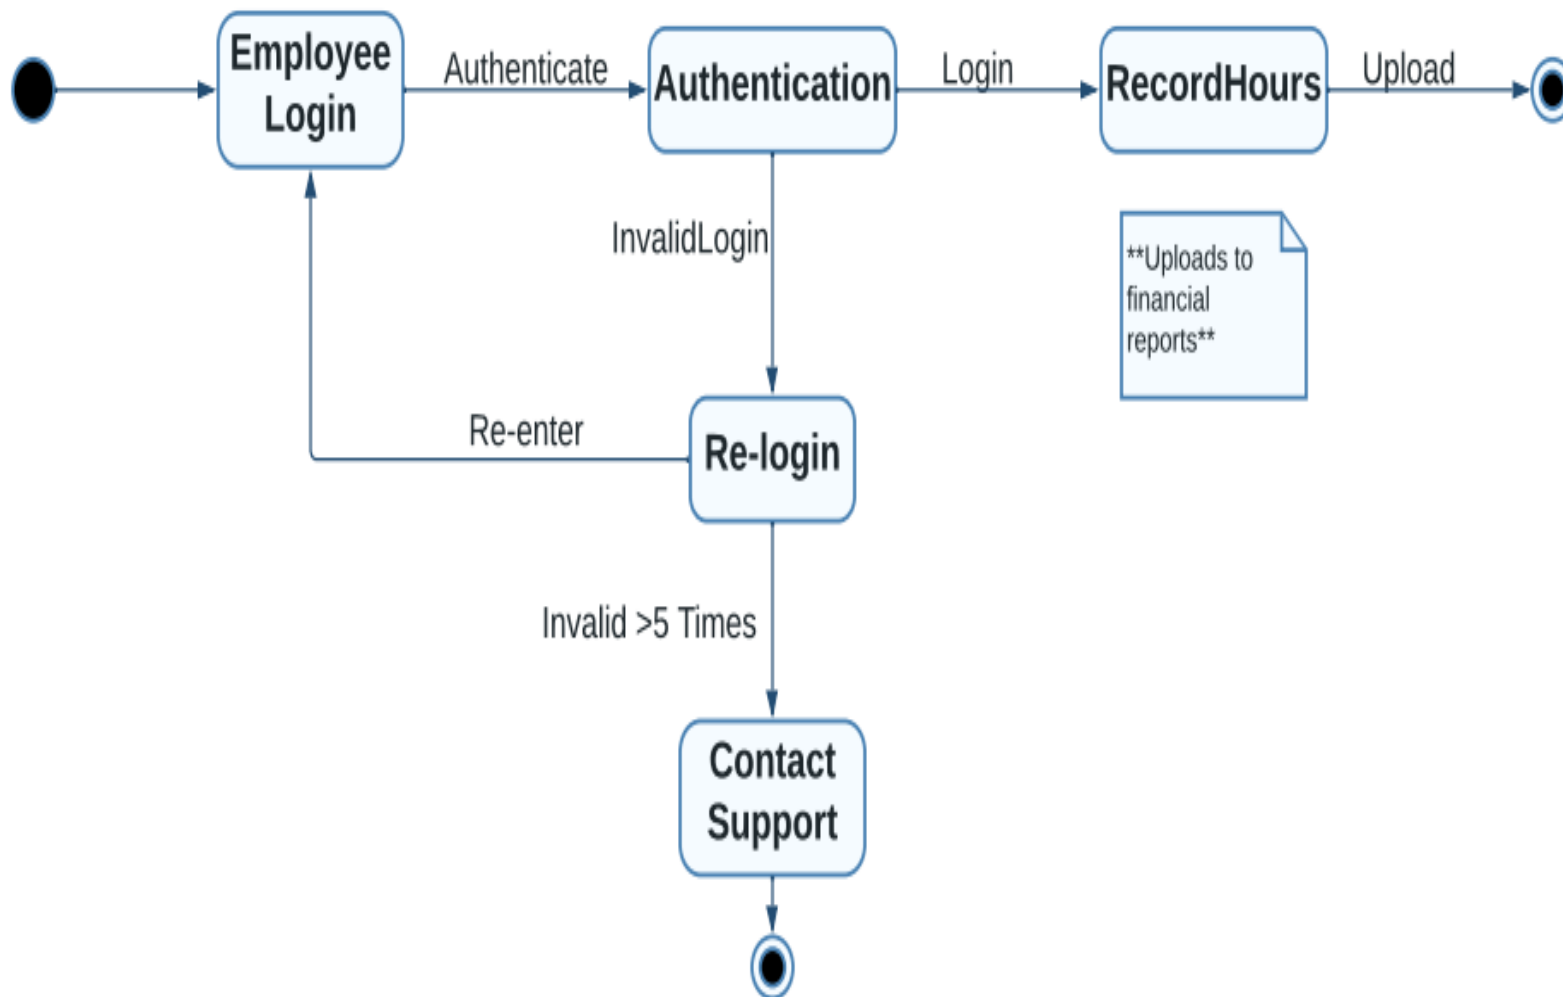 Employee
Login
Authenticate
Authentication
Login
RecordHours
Upload
InvalidLogin
**Uploads to
financial
reports**
Re-enter
Re-login
Invalid >5 Times
Contact
Support